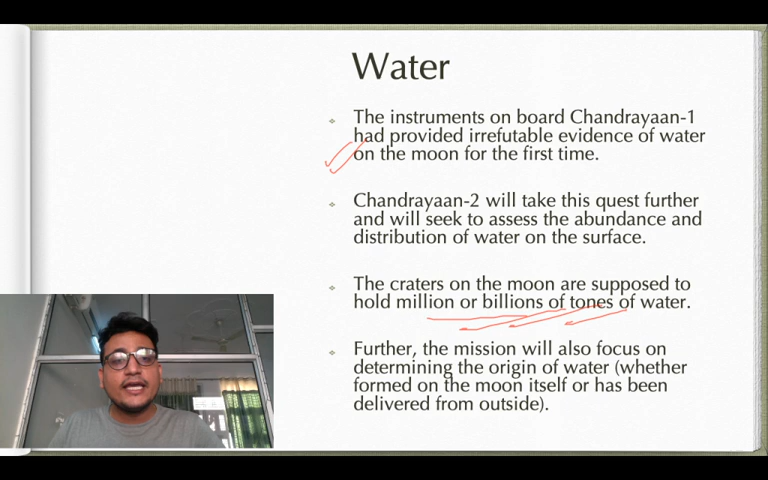 Water
The instruments on board Chandrayaan-1
had provided irrefutable evidence of water
on the moon for the first time.
Chandrayaan-2 will take this quest further
and will seek to assess the abundance and
distribution of water on the surface.
The craters on the moon are supposed to
hold million or billions of tones of water.
Further, the mission will also focus on
determining the origin of water (whether
formed on the moon itself or has been
delivered from outside).